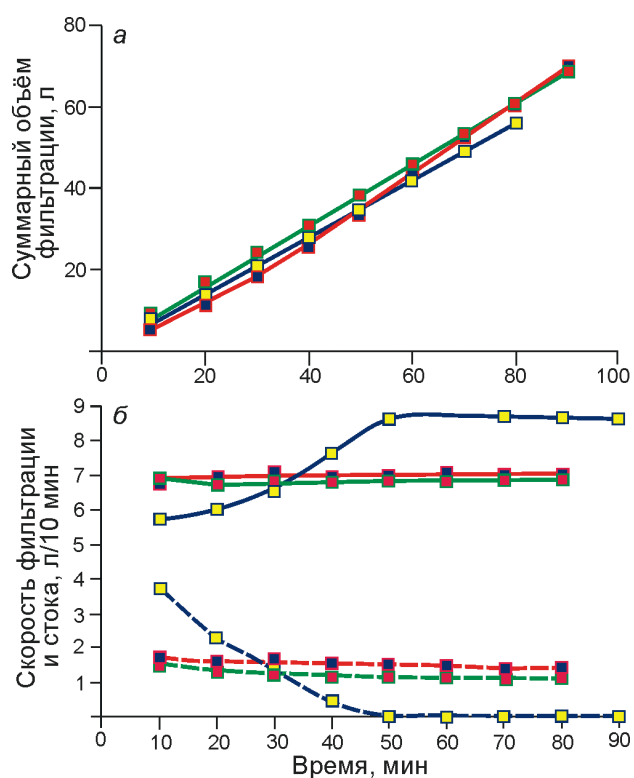 а
Суммарный объём
фильтрации, л
80
60
40
20
0 20 40 60 80 100
б
Скорость фильтрации
и стока, л/10 мин
9
8
7
6
5
4
3
2
1
0 10 20 30 40 50 60 70 80 90
Время, мин